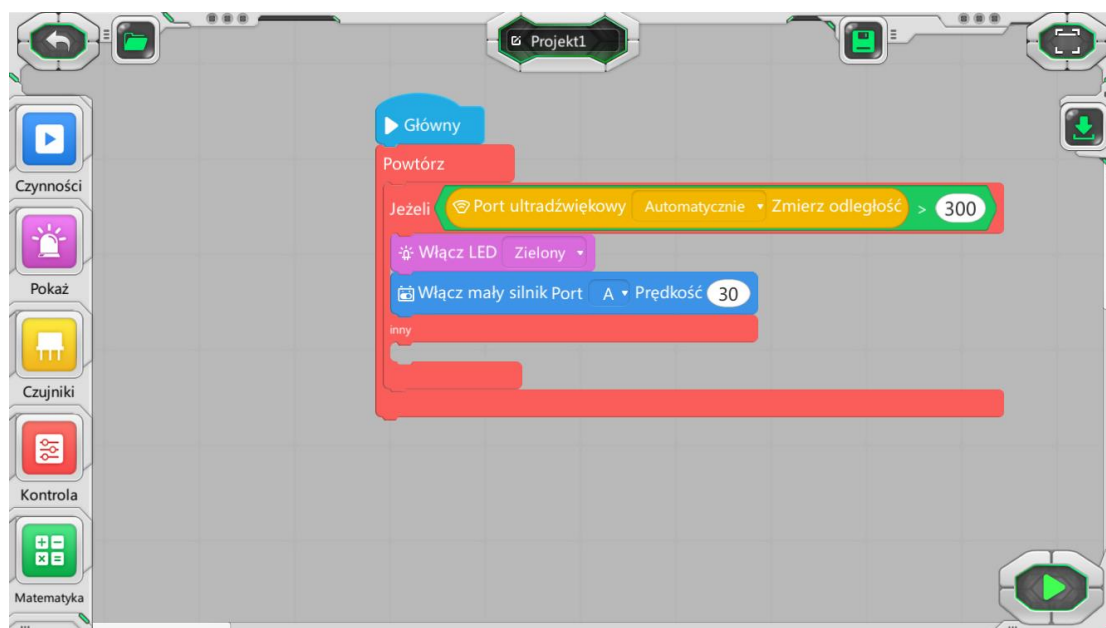 Projekt1
Główny
Powtórz
Jeżeli Port ultradźwiękowy Automatycznie Zmierz odległość > 300
Włącz LED Zielony
Włącz mały silnik Port A Prędkość 30
inny
Czynności
Pokaż
Czujniki
Kontrola
Matematyka